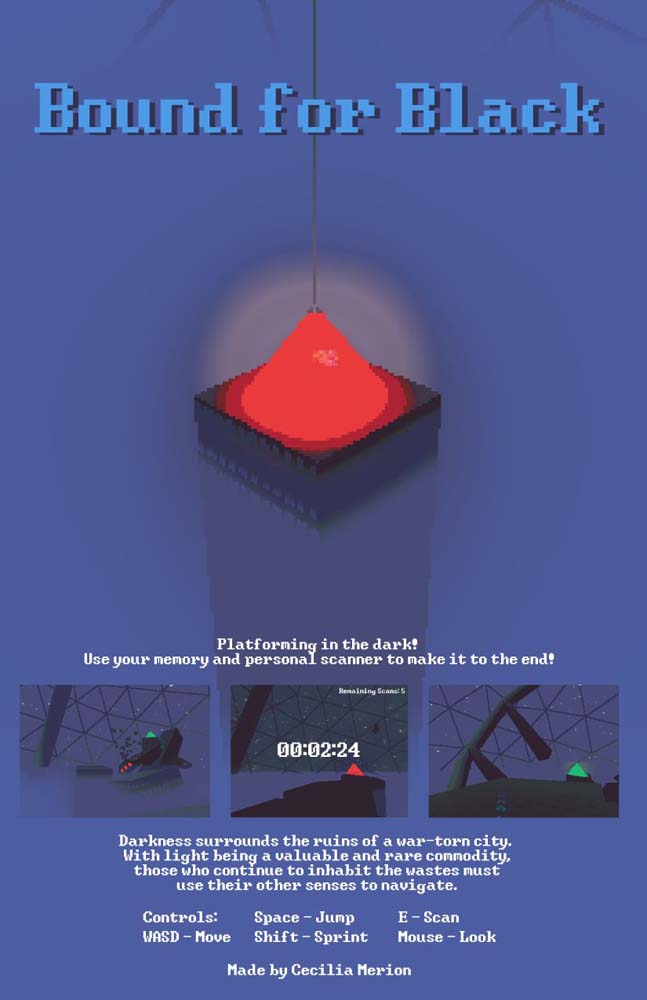 Bound for Black
Platforming in the dark!
Use your memory and personal scanner to make it to the end!
Remaining Scans: 5
00:02:24
Darkness surrounds the ruins of a war-torn city.
With light being a valuable and rare commodity,
those who continue to inhabit the wastes must
use their other senses to navigate.
Controls: Space - Jump E - Scan
WASD - Move Shift - Sprint Mouse - Look
Made by Cecilia Merion